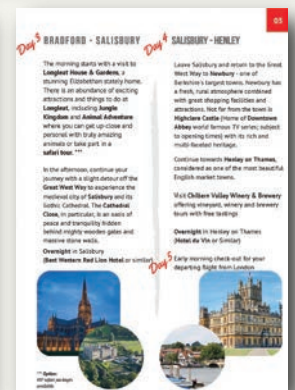 05
Day 3 BRADFORD - SALISBURY
The morning starts with a visit to
Longleat House & Gardens, a
stunning Elizabethan stately home.
There is an abundance of exciting
attractions and things to do at
Longleat, including Jungle
Kingdom and Animal Adventure
where you can get up-close and
personal with truly amazing
animals or take part in a
safari tour. ***
In the afternoon, continue your
journey with a slight detour off the
Great West Way to experience the
medieval city of Salisbury and its
Gothic Cathedral. The Cathedral
Close, in particular, is an oasis of
peace and tranquility hidden
behind mighty wooden gates and
massive stone walls.
Overnight in Salisbury
(Best Western Red Lion Hotel or similar)
*** Option:
VIP safari
available
Day 4 SALISBURY - HENLEY
Leave Salisbury and return to the Great
West Way to Newbury - one of
Berkshire's largest towns. Newbury has
a fresh, rural atmosphere combined
with great shopping facilities and
attractions. Not far from the town is
Highclere Castle (Home of Downtown
Abbey world famous TV series; subject
to opening times) with its rich and
multi-faceted heritage.
Continue towards Henley on Thames,
considered as one of the most beautiful
English market towns.
Visit Chiltern Valley Winery & Brewery
offering vineyard, winery and brewery
tours with free tastings
Overnight in Henley on Thames
(Hotel du Vin or Similar)
Day 5 Early morning check-out for your
departing flight from London